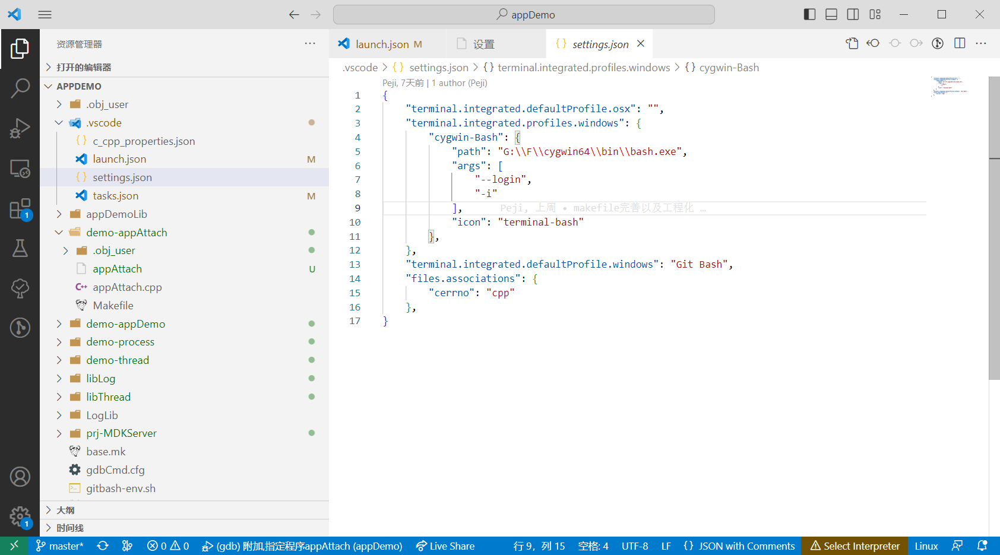 appDemo
资源管理器
打开的编辑器
APPDEMO
.obj_user
.vscode
c_cpp_properties.json
launch.json M
settings.json
tasks.json M
appDemoLib
demo-appAttach
.obj_user
appAttach U
appAttach.cpp
Makefile
demo-appDemo
demo-process
demo-thread
libLog
libThread
LogLib
prj-MDKServer
base.mk
gdbCmd.cfg
gitbash-env.sh
大纲
时间线
1
1
launch.json M 设置 settings.json
.vscode > {} settings.json > {} terminal.integrated.profiles.windows > {} cygwin-Bash
Peji, 7天前 | 1 author (Peji)
1 {
2 "terminal.integrated.defaultProfile.osx": "",
3 "terminal.integrated.profiles.windows": {
4 "cygwin-Bash": {
5 "path": "G:\\F\\cygwin64\\bin\\bash.exe",
6 "args": [
7 "--login",
8 "-i"
9 ], Peji, 上周 • makefile完善以及工程化 …
10 "icon": "terminal-bash"
11 },
12 },
13 "terminal.integrated.defaultProfile.windows": "Git Bash",
14 "files.associations": {
15 "cerrno": "cpp"
16 },
17 }
master* 0 0 (gdb) 附加,指定程序appAttach (appDemo) Live Share 行 9，列 15 空格: 4 UTF-8 LF {} JSON with Comments Select Interpreter Linux